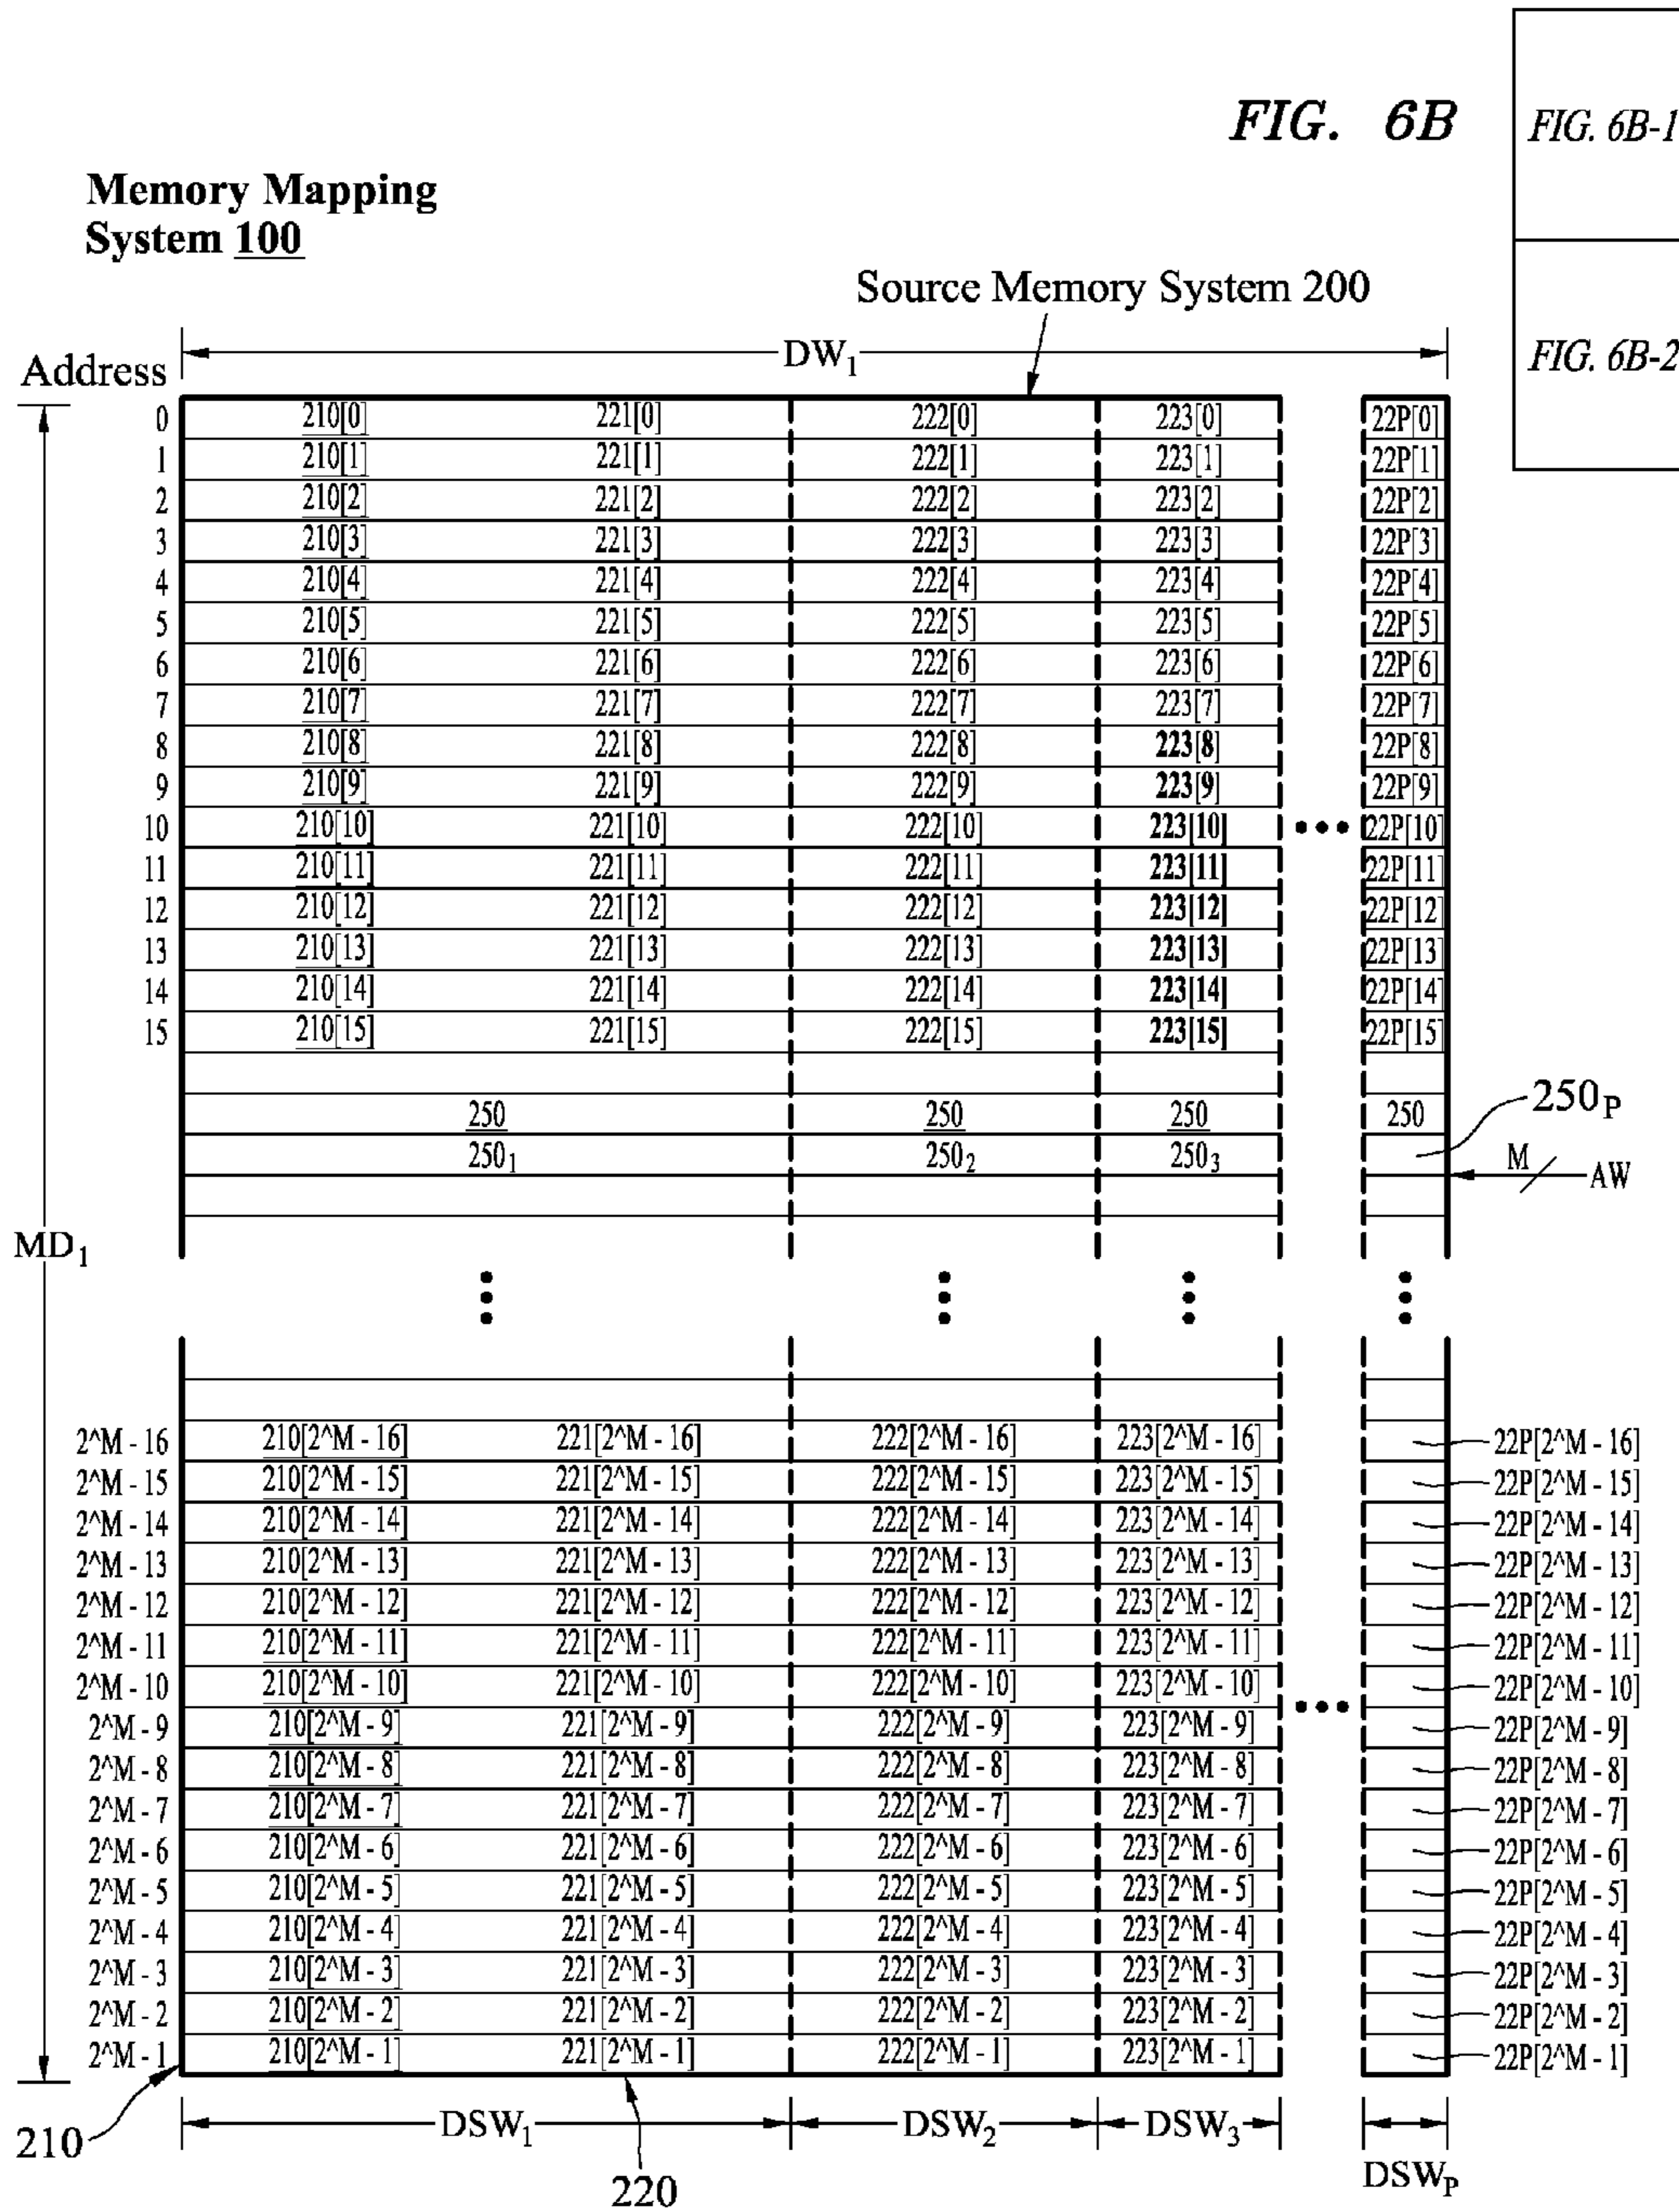 FIG. 6B
FIG. 6B-1
FIG. 6B-2
Memory Mapping
System 100
Source Memory System 200
DW1
Address
0 210[0] 221[0] 222[0] 223[0] 22P[0]
1 210[1] 221[1] 222[1] 223[1] 22P[1]
2 210[2] 221[2] 222[2] 223[2] 22P[2]
3 210[3] 221[3] 222[3] 223[3] 22P[3]
4 210[4] 221[4] 222[4] 223[4] 22P[4]
5 210[5] 221[5] 222[5] 223[5] 22P[5]
6 210[6] 221[6] 222[6] 223[6] 22P[6]
7 210[7] 221[7] 222[7] 223[7] 22P[7]
8 210[8] 221[8] 222[8] 223[8] 22P[8]
9 210[9] 221[9] 222[9] 223[9] 22P[9]
10 210[10] 221[10] 222[10] 223[10] ••• 22P[10]
11 210[11] 221[11] 222[11] 223[11] 22P[11]
12 210[12] 221[12] 222[12] 223[12] 22P[12]
13 210[13] 221[13] 222[13] 223[13] 22P[13]
14 210[14] 221[14] 222[14] 223[14] 22P[14]
15 210[15] 221[15] 222[15] 223[15] 22P[15]
250 250 250 250 250P
2501 2502 2503 M AW
MD1
2^M - 16 210[2^M - 16] 221[2^M - 16] 222[2^M - 16] 223[2^M - 16] 22P[2^M - 16]
2^M - 15 210[2^M - 15] 221[2^M - 15] 222[2^M - 15] 223[2^M - 15] 22P[2^M - 15]
2^M - 14 210[2^M - 14] 221[2^M - 14] 222[2^M - 14] 223[2^M - 14] 22P[2^M - 14]
2^M - 13 210[2^M - 13] 221[2^M - 13] 222[2^M - 13] 223[2^M - 13] 22P[2^M - 13]
2^M - 12 210[2^M - 12] 221[2^M - 12] 222[2^M - 12] 223[2^M - 12] 22P[2^M - 12]
2^M - 11 210[2^M - 11] 221[2^M - 11] 222[2^M - 11] 223[2^M - 11] 22P[2^M - 11]
2^M - 10 210[2^M - 10] 221[2^M - 10] 222[2^M - 10] 223[2^M - 10] ••• 22P[2^M - 10]
2^M - 9 210[2^M - 9] 221[2^M - 9] 222[2^M - 9] 223[2^M - 9] 22P[2^M - 9]
2^M - 8 210[2^M - 8] 221[2^M - 8] 222[2^M - 8] 223[2^M - 8] 22P[2^M - 8]
2^M - 7 210[2^M - 7] 221[2^M - 7] 222[2^M - 7] 223[2^M - 7] 22P[2^M - 7]
2^M - 6 210[2^M - 6] 221[2^M - 6] 222[2^M - 6] 223[2^M - 6] 22P[2^M - 6]
2^M - 5 210[2^M - 5] 221[2^M - 5] 222[2^M - 5] 223[2^M - 5] 22P[2^M - 5]
2^M - 4 210[2^M - 4] 221[2^M - 4] 222[2^M - 4] 223[2^M - 4] 22P[2^M - 4]
2^M - 3 210[2^M - 3] 221[2^M - 3] 222[2^M - 3] 223[2^M - 3] 22P[2^M - 3]
2^M - 2 210[2^M - 2] 221[2^M - 2] 222[2^M - 2] 223[2^M - 2] 22P[2^M - 2]
2^M - 1 210[2^M - 1] 221[2^M - 1] 222[2^M - 1] 223[2^M - 1] 22P[2^M - 1]
210 DSW1 DSW2 DSW3 DSWP
220